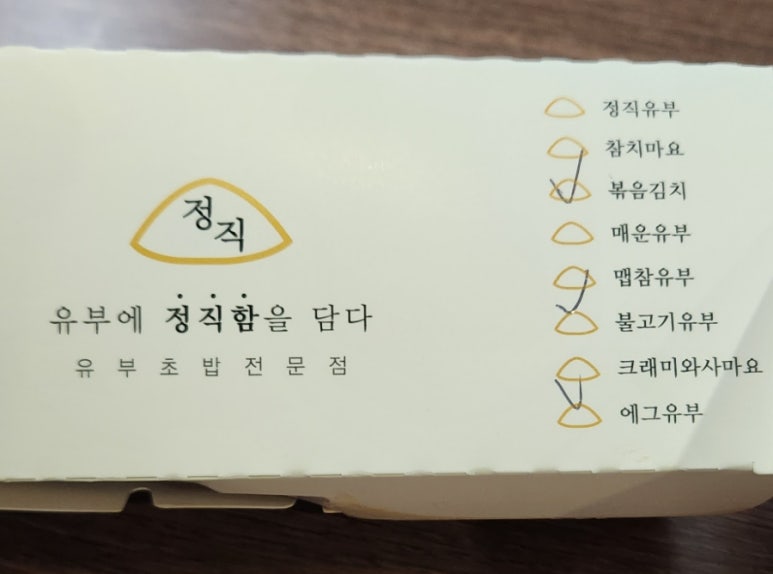 정직
유부에 정직함을 담다
유부초밥전문점
정직유부
참치마요
볶음김치
매운유부
맵참유부
불고기유부
크래미와사마요
에그유부